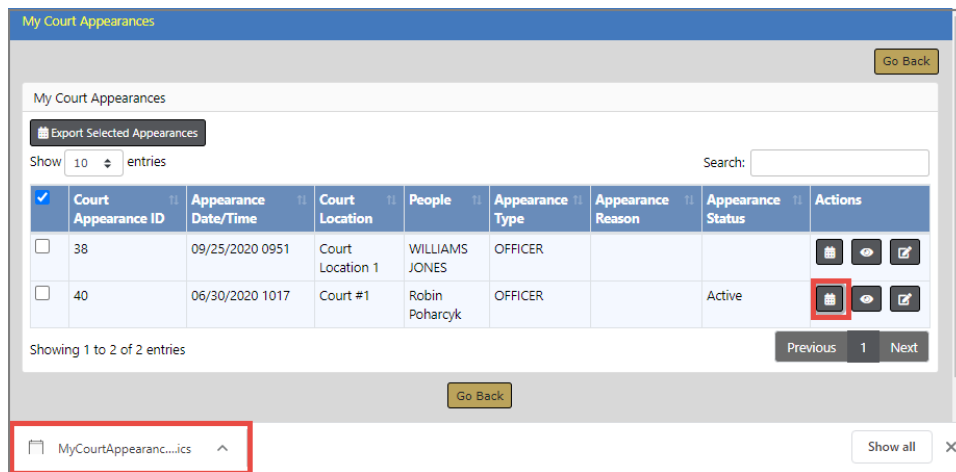 My Court Appearances
Go Back
My Court Appearances
Export Selected Appearances
Show 10 entries Search:
Court Appearance ID Appearance Date/Time Court Location People Appearance Type Appearance Reason Appearance Status Actions
38 09/25/2020 0951 Court Location 1 WILLIAMS JONES OFFICER
40 06/30/2020 1017 Court #1 Robin Poharcyk OFFICER Active
Showing 1 to 2 of 2 entries Previous 1 Next
Go Back
MyCourtAppearanc....ics Show all